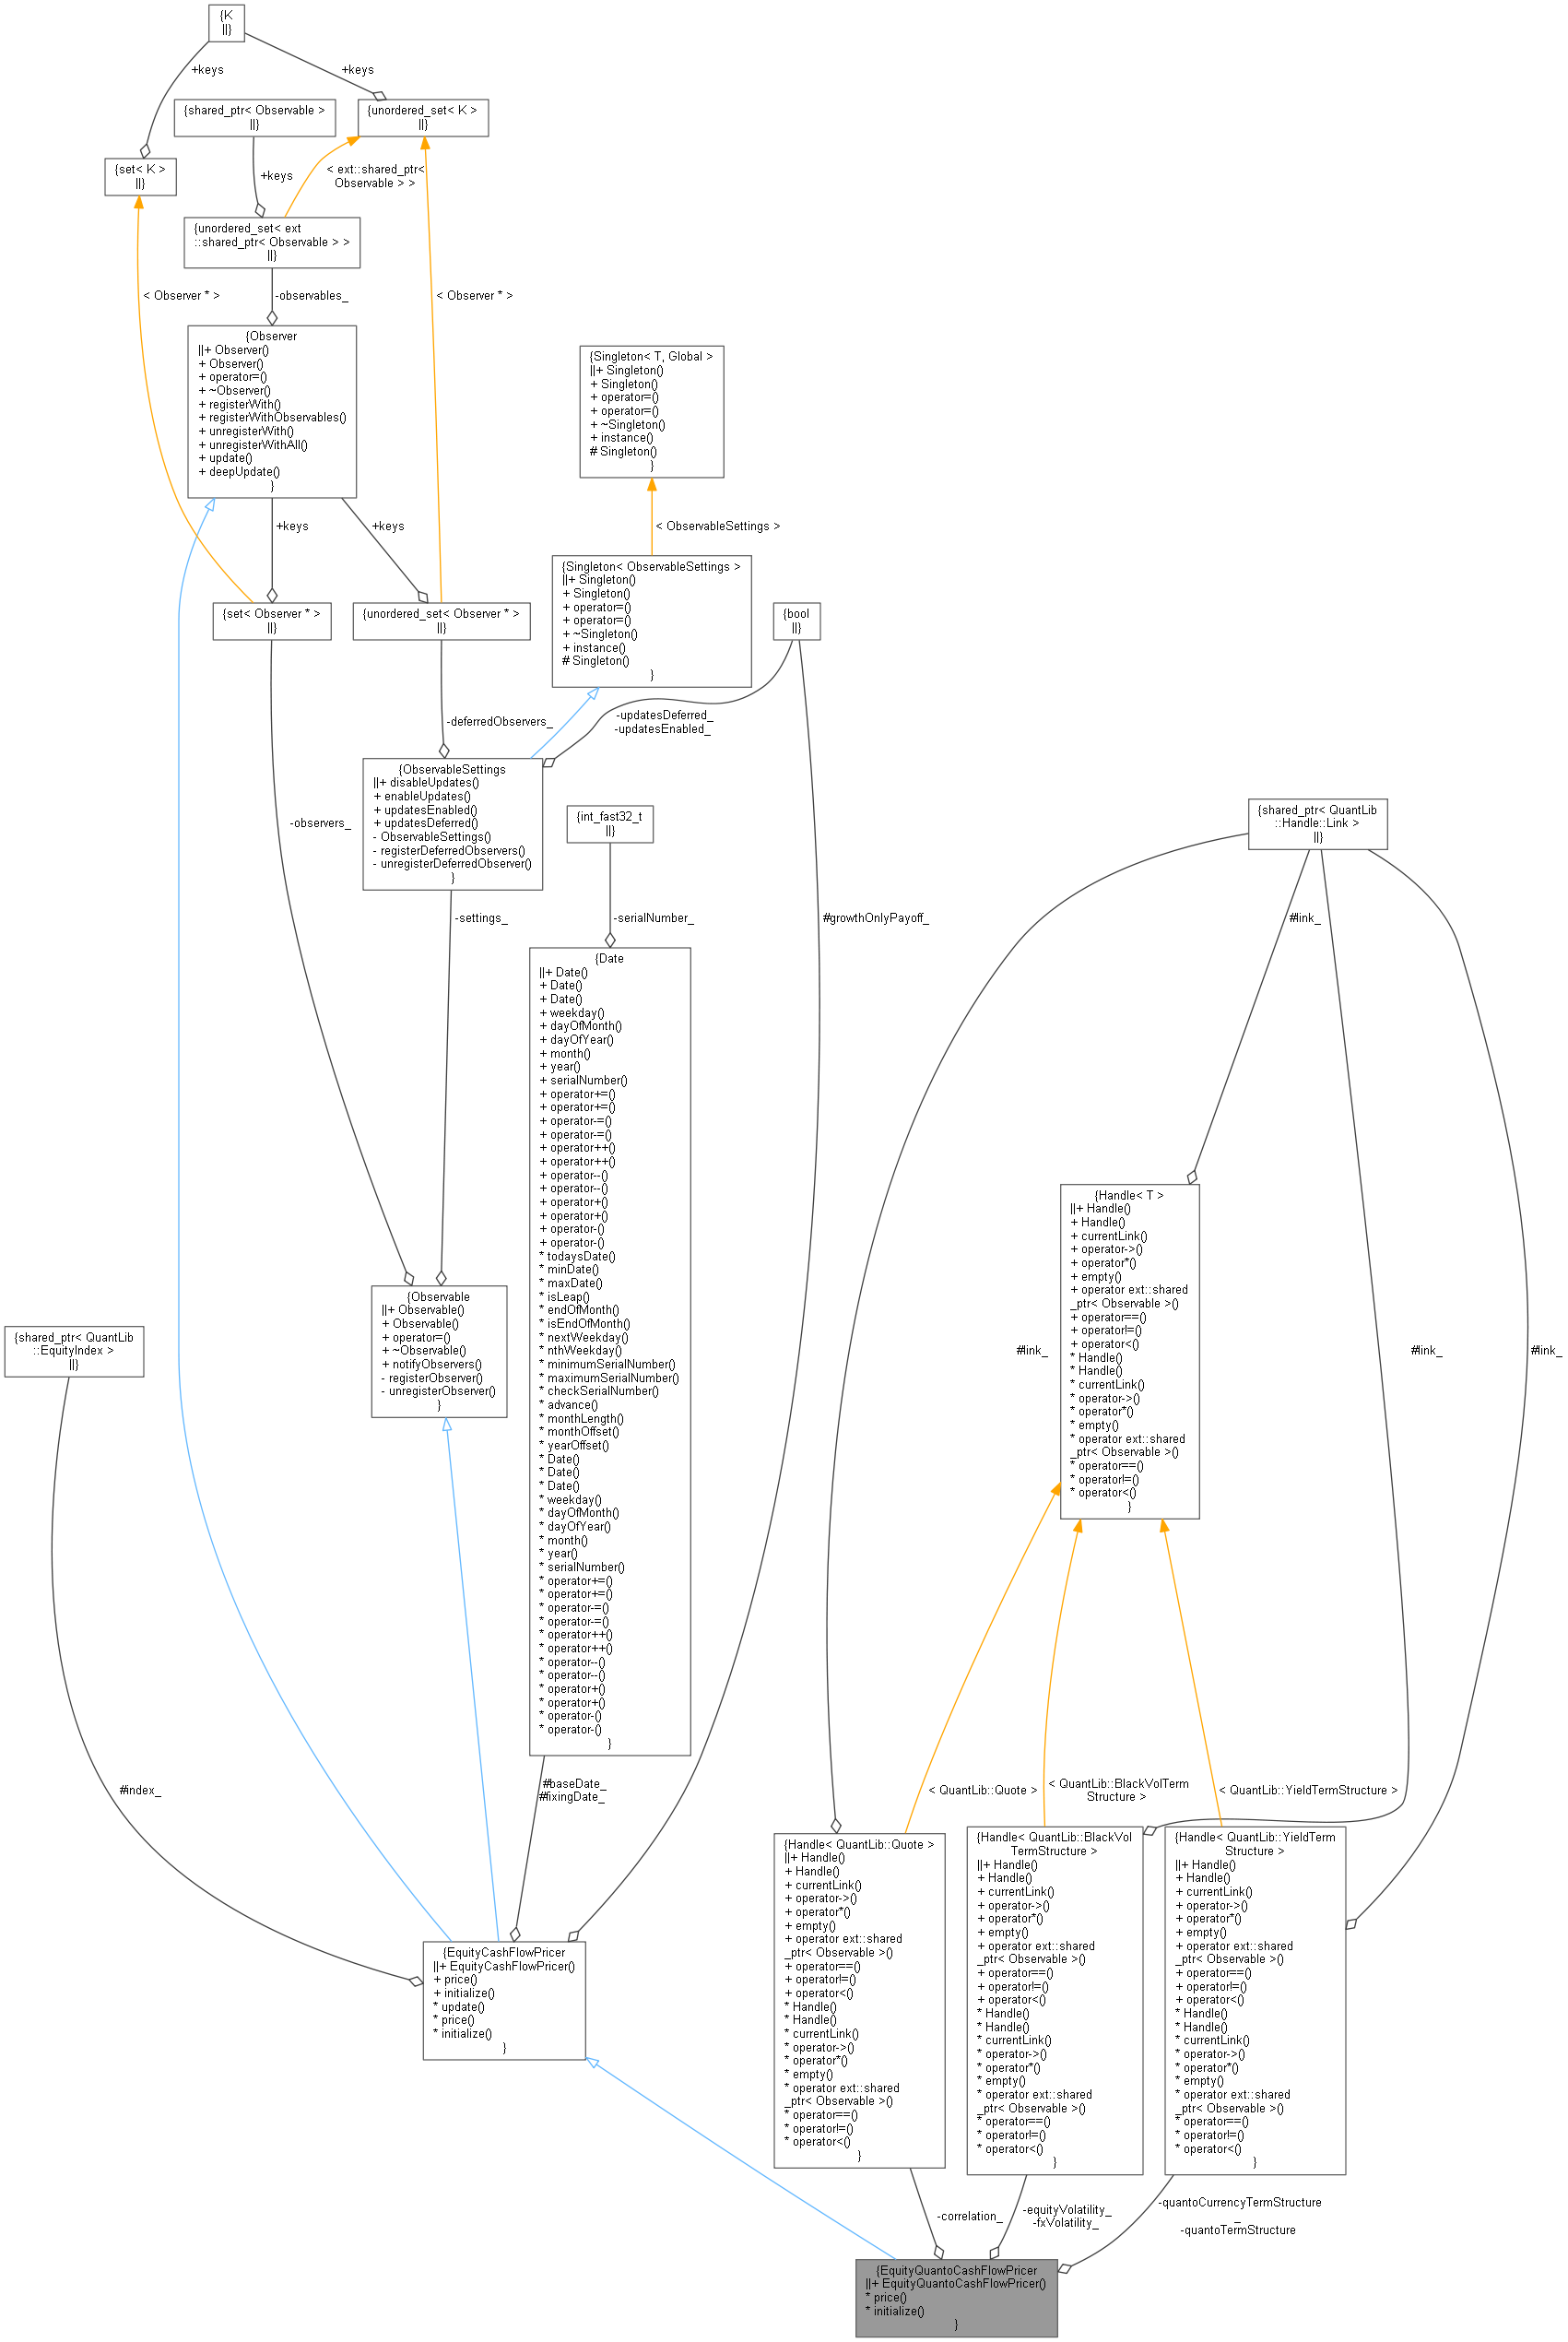 {K
||}
+keys
+keys
{shared_ptr< Observable >
||}
{unordered_set< K >
||}
{set< K >
||}
+keys
< ext::shared_ptr<
Observable > >
{unordered_set< ext
::shared_ptr< Observable > >
||}
< Observer * >
-observables_
< Observer * >
{Observer
||+ Observer()
+ Observer()
+ operator=()
+ ~Observer()
+ registerWith()
+ registerWithObservables()
+ unregisterWith()
+ unregisterWithAll()
+ update()
+ deepUpdate()
}
{Singleton< T, Global >
||+ Singleton()
+ Singleton()
+ operator=()
+ operator=()
+ ~Singleton()
+ instance()
# Singleton()
}
+keys
+keys
< ObservableSettings >
{Singleton< ObservableSettings >
||+ Singleton()
+ Singleton()
+ operator=()
+ operator=()
+ ~Singleton()
+ instance()
# Singleton()
}
{set< Observer * >
||}
{unordered_set< Observer * >
||}
{bool
||}
-deferredObservers_
-updatesDeferred_
-updatesEnabled_
{ObservableSettings
||+ disableUpdates()
+ enableUpdates()
+ updatesEnabled()
+ updatesDeferred()
- ObservableSettings()
- registerDeferredObservers()
- unregisterDeferredObserver()
}
-observers_
{int_fast32_t
||}
{shared_ptr< QuantLib
::Handle::Link >
||}
-settings_
-serialNumber_
#growthOnlyPayoff_
#link_
{Date
||+ Date()
+ Date()
+ Date()
+ weekday()
+ dayOfMonth()
+ dayOfYear()
+ month()
+ year()
+ serialNumber()
+ operator+=()
+ operator+=()
+ operator-=()
+ operator-=()
+ operator++()
+ operator++()
+ operator--()
+ operator--()
+ operator+()
+ operator+()
+ operator-()
+ operator-()
* todaysDate()
* minDate()
* maxDate()
* isLeap()
* endOfMonth()
* isEndOfMonth()
* nextWeekday()
* nthWeekday()
* minimumSerialNumber()
* maximumSerialNumber()
* checkSerialNumber()
* advance()
* monthLength()
* monthOffset()
* yearOffset()
* Date()
* Date()
* Date()
* weekday()
* dayOfMonth()
* dayOfYear()
* month()
* year()
* serialNumber()
* operator+=()
* operator+=()
* operator-=()
* operator-=()
* operator++()
* operator++()
* operator--()
* operator--()
* operator+()
* operator+()
* operator-()
* operator-()
}
{Handle< T >
||+ Handle()
+ Handle()
+ currentLink()
+ operator->()
+ operator*()
+ empty()
+ operator ext::shared
_ptr< Observable >()
+ operator==()
+ operator!=()
+ operator<()
* Handle()
* Handle()
* currentLink()
* operator->()
* operator*()
* empty()
* operator ext::shared
_ptr< Observable >()
* operator==()
* operator!=()
* operator<()
}
{shared_ptr< QuantLib
::EquityIndex >
||}
{Observable
||+ Observable()
+ Observable()
+ operator=()
+ ~Observable()
+ notifyObservers()
- registerObserver()
- unregisterObserver()
}
#link_
#link_
#link_
#index_
#baseDate_
#fixingDate_
< QuantLib::Quote >
< QuantLib::BlackVolTerm
Structure >
< QuantLib::YieldTermStructure >
{Handle< QuantLib::Quote >
||+ Handle()
+ Handle()
+ currentLink()
+ operator->()
+ operator*()
+ empty()
+ operator ext::shared
_ptr< Observable >()
+ operator==()
+ operator!=()
+ operator<()
* Handle()
* Handle()
* currentLink()
* operator->()
* operator*()
* empty()
* operator ext::shared
_ptr< Observable >()
* operator==()
* operator!=()
* operator<()
}
{Handle< QuantLib::BlackVol
TermStructure >
||+ Handle()
+ Handle()
+ currentLink()
+ operator->()
+ operator*()
+ empty()
+ operator ext::shared
_ptr< Observable >()
+ operator==()
+ operator!=()
+ operator<()
* Handle()
* Handle()
* currentLink()
* operator->()
* operator*()
* empty()
* operator ext::shared
_ptr< Observable >()
* operator==()
* operator!=()
* operator<()
}
{Handle< QuantLib::YieldTerm
Structure >
||+ Handle()
+ Handle()
+ currentLink()
+ operator->()
+ operator*()
+ empty()
+ operator ext::shared
_ptr< Observable >()
+ operator==()
+ operator!=()
+ operator<()
* Handle()
* Handle()
* currentLink()
* operator->()
* operator*()
* empty()
* operator ext::shared
_ptr< Observable >()
* operator==()
* operator!=()
* operator<()
}
{EquityCashFlowPricer
||+ EquityCashFlowPricer()
+ price()
+ initialize()
* update()
* price()
* initialize()
}
-correlation_
-equityVolatility_
-fxVolatility_
-quantoCurrencyTermStructure
_
-quantoTermStructure
{EquityQuantoCashFlowPricer
||+ EquityQuantoCashFlowPricer()
* price()
* initialize()
}